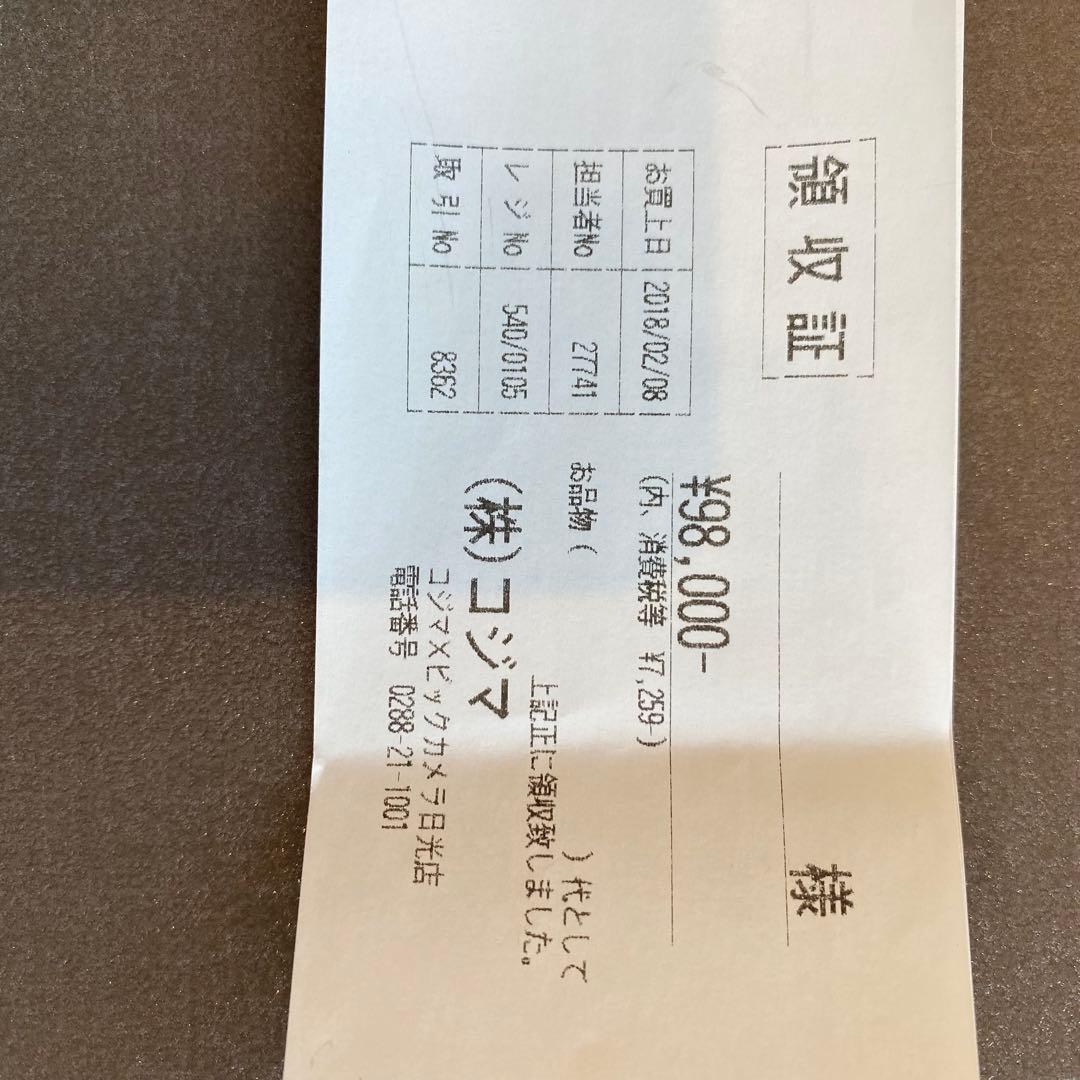 領収証
お買上日 2018/02/08
担当者No 27741
レジNo 540/0105
取引No 8362
様
¥98,000-
(内、消費税等 ¥7,259-)
お品物( )代として
上記正に領収致しました。
(株)コジマ
コジマ×ビックカメラ日光店
電話番号 0288-21-1001